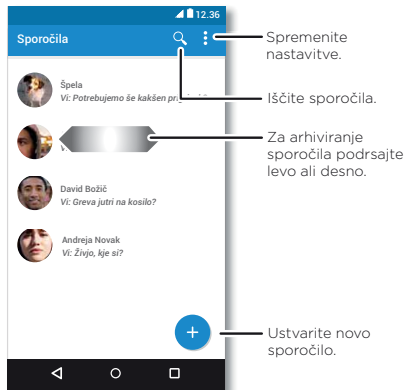 12.36
Sporočila
Spremenite
nastavitve.
Špela
Vi: Potrebujemo še kakšen
Iščite sporočila.
Za arhiviranje
sporočila podrsajte
levo ali desno.
David Božič
Vi: Greva jutri na kosilo?
Andreja Novak
Vi: Živjo, kje si?
Ustvarite novo
sporočilo.